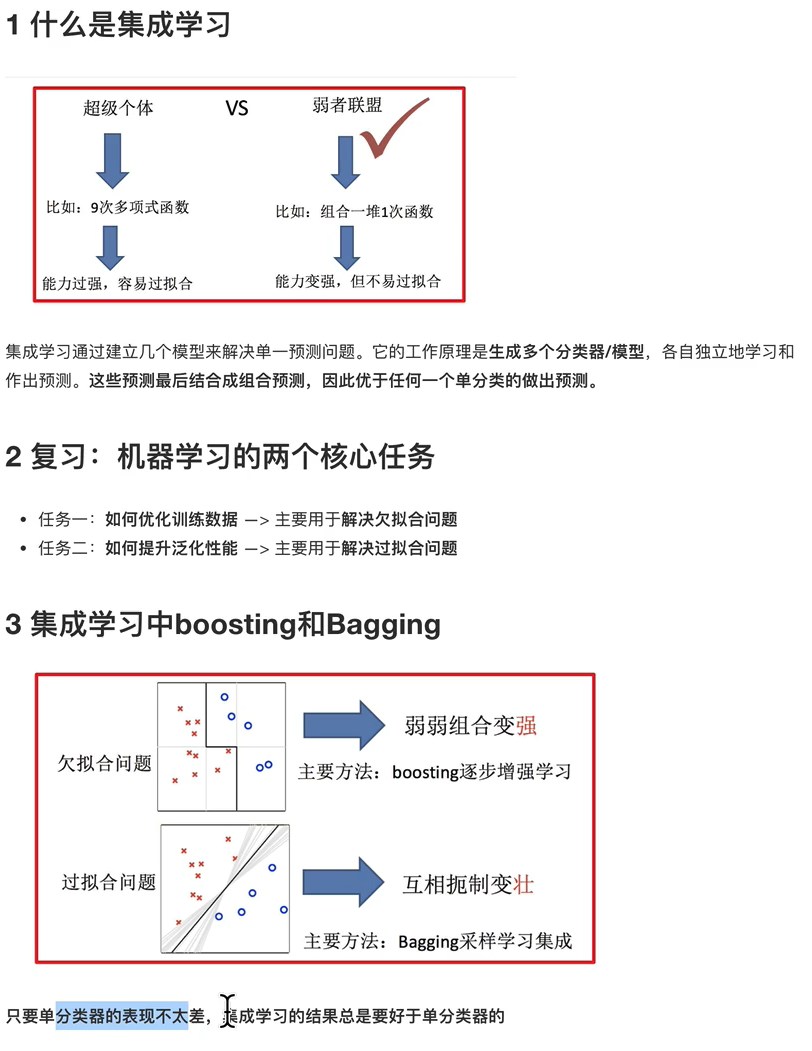 1 什么是集成学习
超级个体 VS 弱者联盟
比如：9次多项式函数 比如：组合一堆1次函数
能力过强，容易过拟合 能力变强，但不易过拟合
集成学习通过建立几个模型来解决单一预测问题。它的工作原理是生成多个分类器/模型，各自独立地学习和
作出预测。这些预测最后结合成组合预测，因此优于任何一个单分类的做出预测。
2 复习：机器学习的两个核心任务
• 任务一：如何优化训练数据 —> 主要用于解决欠拟合问题
• 任务二：如何提升泛化性能 —> 主要用于解决过拟合问题
3 集成学习中boosting和Bagging
欠拟合问题
弱弱组合变强
主要方法：boosting逐步增强学习
过拟合问题
互相扼制变壮
主要方法：Bagging采样学习集成
只要单分类器的表现不太差，集成学习的结果总是要好于单分类器的